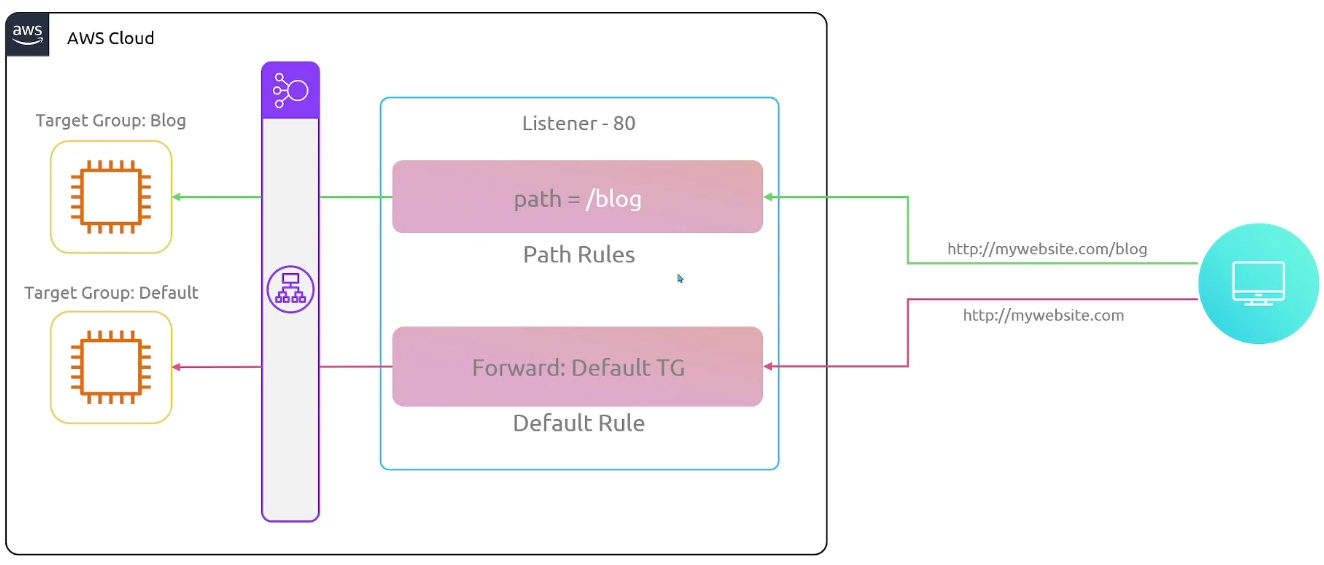 aws
AWS Cloud
Target Group: Blog
Listener - 80
path = /blog
Path Rules
http://mywebsite.com/blog
Target Group: Default
http://mywebsite.com
Forward: Default TG
Default Rule